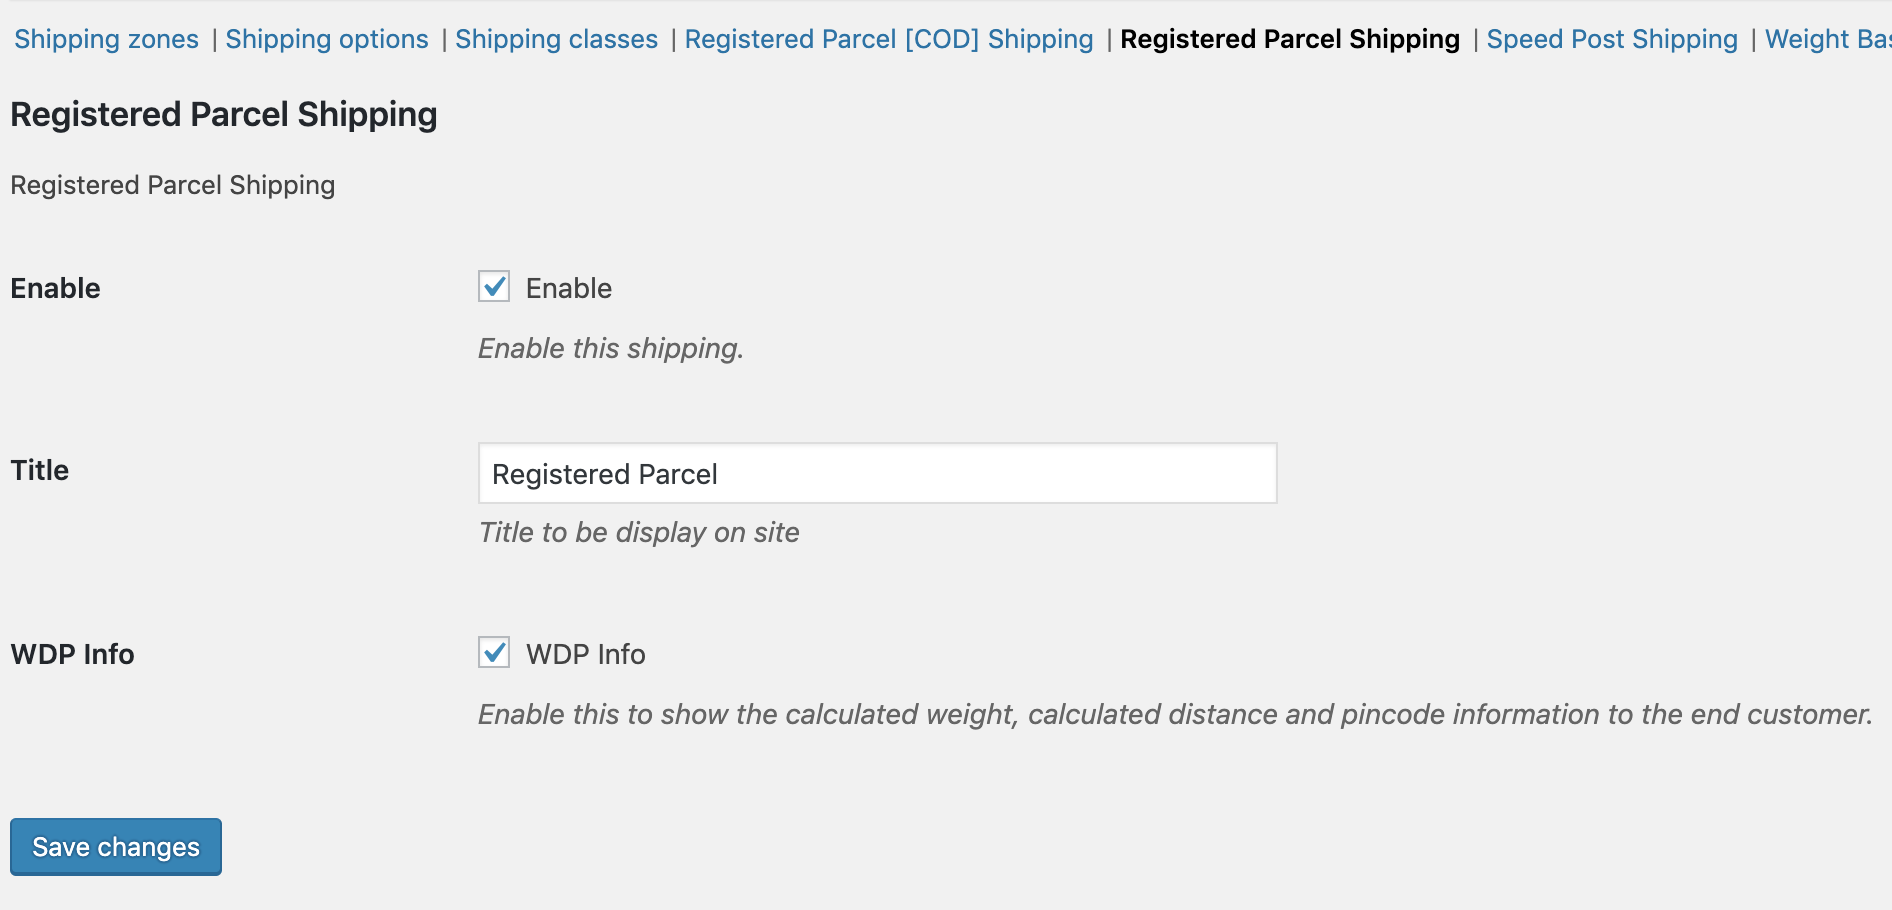 Shipping zones | Shipping options | Shipping classes | Registered Parcel [COD] Shipping | Registered Parcel Shipping | Speed Post Shipping | Weight
Registered Parcel Shipping
Registered Parcel Shipping
Enable
Enable
Enable this shipping.
Title
Registered Parcel
Title to be display on site
WDP Info
WDP Info
Enable this to show the calculated weight, calculated distance and pincode information to the end customer.
Save changes